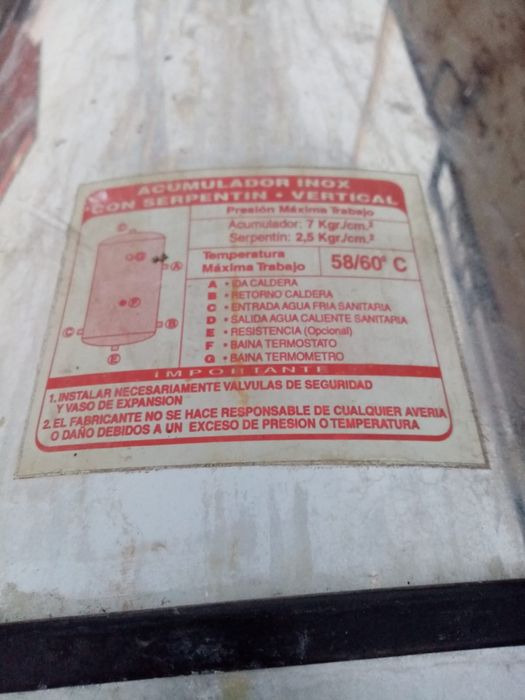 ACUMULADOR INOX
CON SERPENTIN • VERTICAL
Presión Máxima Trabajo
Acumulador: 7 Kgr./cm.²
Serpentin: 2,5 Kgr./cm.²
Temperatura
Máxima Trabajo
58/60° C
A • IDA CALDERA
B • RETORNO CALDERA
C • ENTRADA AGUA FRIA SANITARIA
D • SALIDA AGUA CALIENTE SANITARIA
E • RESISTENCIA (Opcional)
F • BAINA TERMOSTATO
G • BAINA TERMOMETRO
G
A
F
C
B
E
IMPORTANTE
1. INSTALAR NECESARIAMENTE VALVULAS DE SEGURIDAD
Y VASO DE EXPANSION
2. EL FABRICANTE NO SE HACE RESPONSABLE DE CUALQUIER AVERIA
O DAÑO DEBIDOS A UN EXCESO DE PRESION O TEMPERATURA